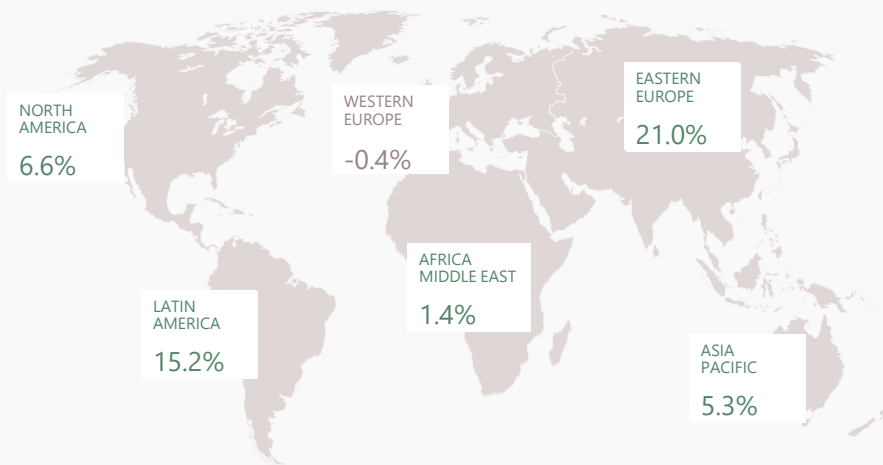 NORTH
AMERICA
6.6%
WESTERN
EUROPE
-0.4%
EASTERN
EUROPE
21.0%
AFRICA
MIDDLE EAST
1.4%
LATIN
AMERICA
15.2%
ASIA
PACIFIC
5.3%